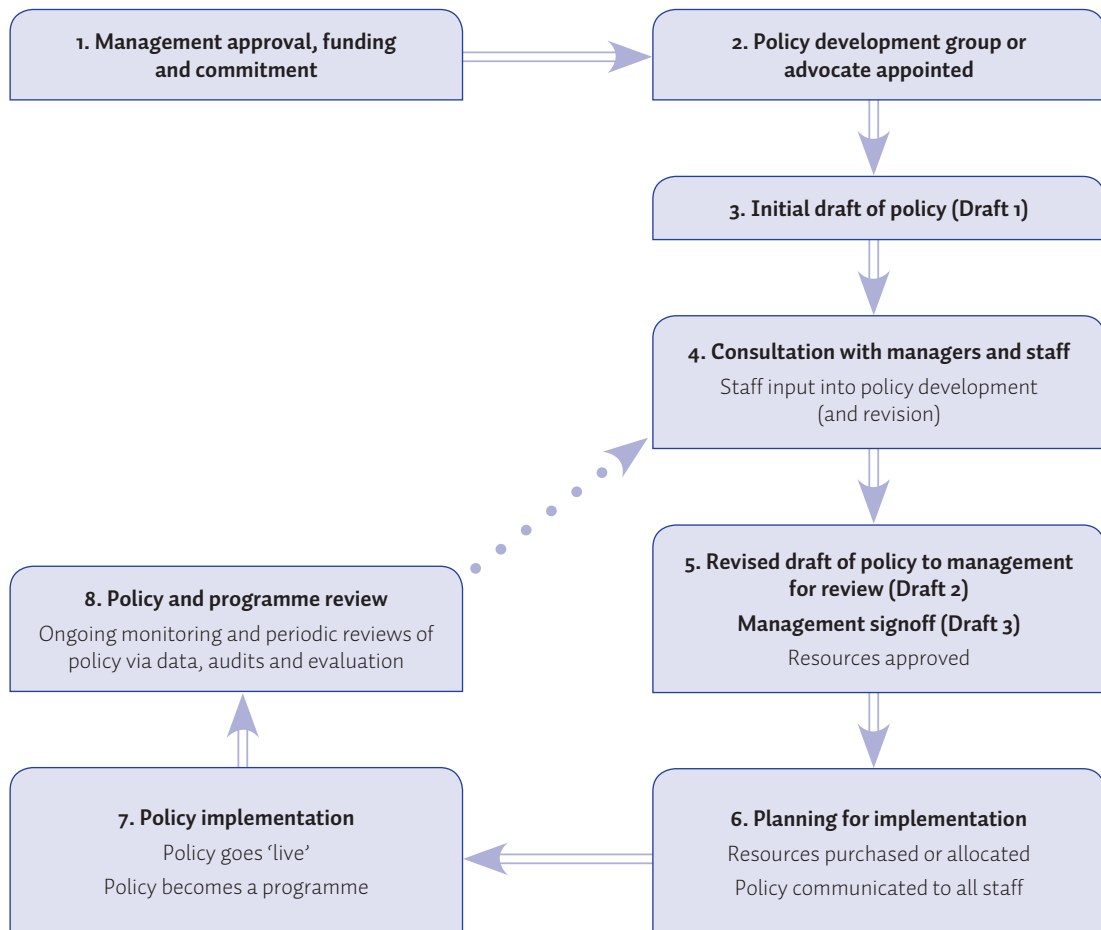 1. Management approval, funding
and commitment
2. Policy development group or
advocate appointed
3. Initial draft of policy (Draft 1)
4. Consultation with managers and staff
Staff input into policy development
(and revision)
5. Revised draft of policy to management
for review (Draft 2)
Management signoff (Draft 3)
Resources approved
6. Planning for implementation
Resources purchased or allocated
Policy communicated to all staff
7. Policy implementation
Policy goes ‘live’
Policy becomes a programme
8. Policy and programme review
Ongoing monitoring and periodic reviews of
policy via data, audits and evaluation